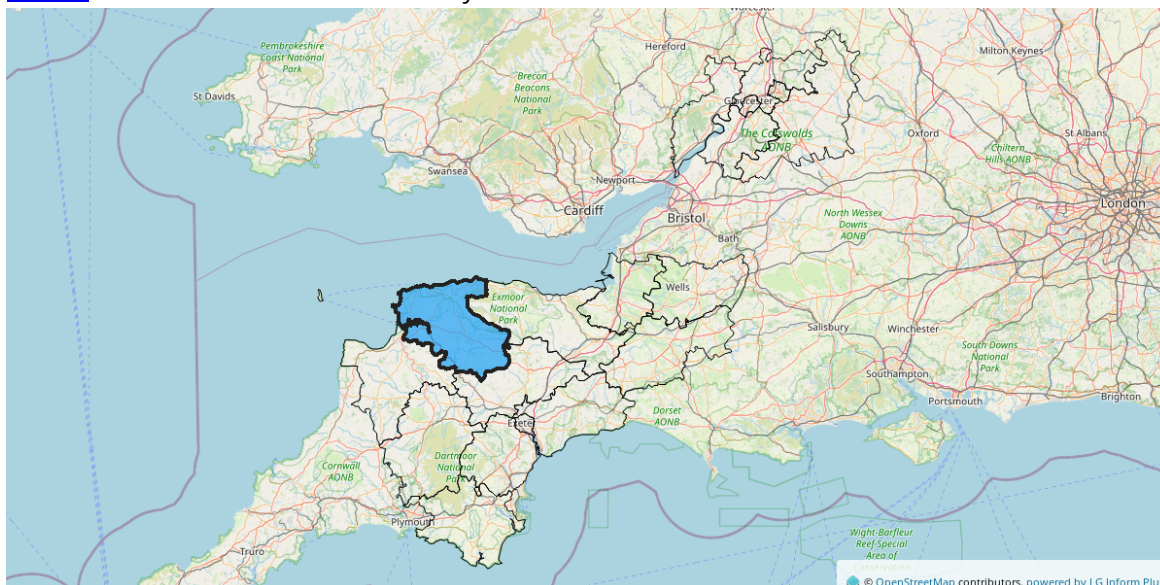 Worcester
Hereford
Milton Keynes
Pembrokeshire
Coast National
Park
Brecon
Beacons
National
Park
St Davids
Gloucester
The Cotswolds
AONB
Oxford
St Albans
Chiltern
Hills AONB
Swansea
Newport
Cardiff
Bristol
London
North Wessex
Downs
AONB
Bath
Wells
Exmoor
National
Park
Salisbury
Winchester
South Downs
National
Park
Southampton
Portsmouth
Brighton
Dorset
AONB
Exeter
Dartmoor
National
Park
Cornwall
AONB
Plymouth
Truro
Wight-Barfleur
Reef Special
Area of
Conservation
© OpenStreetMap contributors, powered by LG Inform Plu